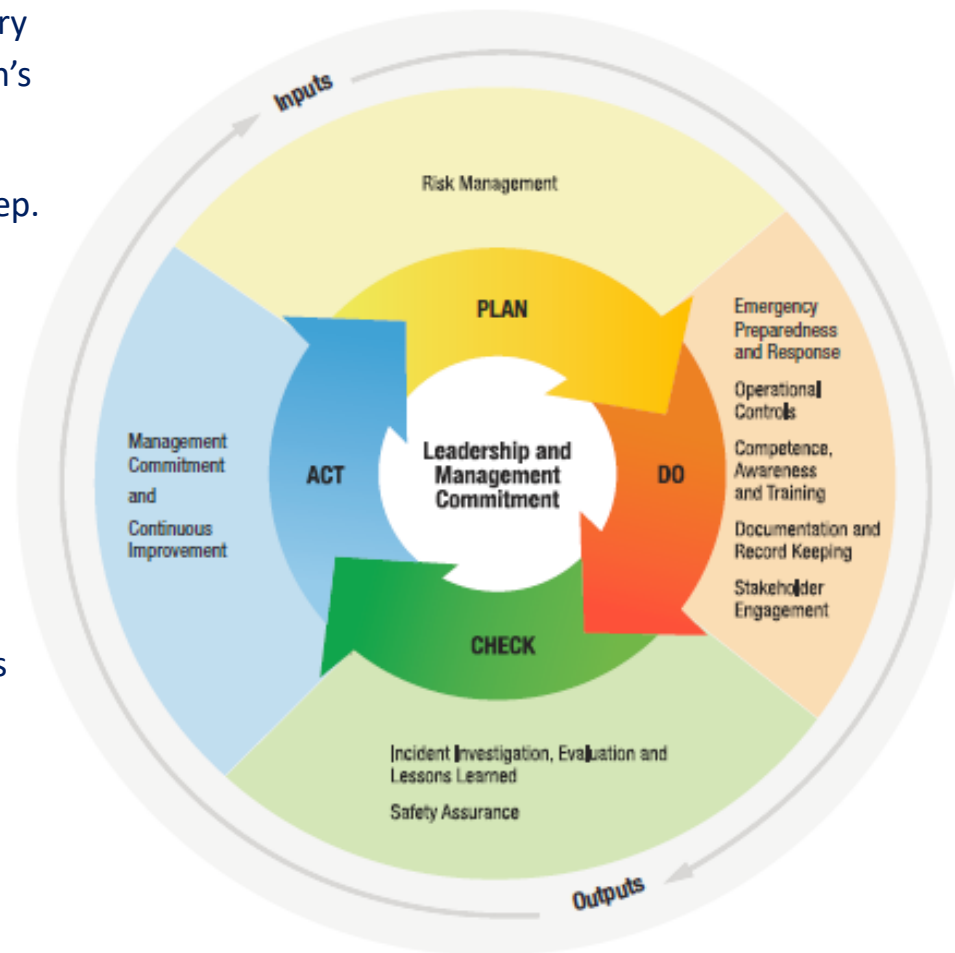 ry
n's
ep.
s
Inputs
Risk Management
PLAN
Emergency
Preparedness
and Response
Operational
Controls
Competence,
Awareness
and Training
Documentation and
Record Keeping
Stakeholder
Engagement
DO
Leadership and
Management
Commitment
ACT
Management
Commitment
and
Continuous
Improvement
CHECK
Incident Investigation, Evaluation and
Lessons Learned
Safety Assurance
Outputs